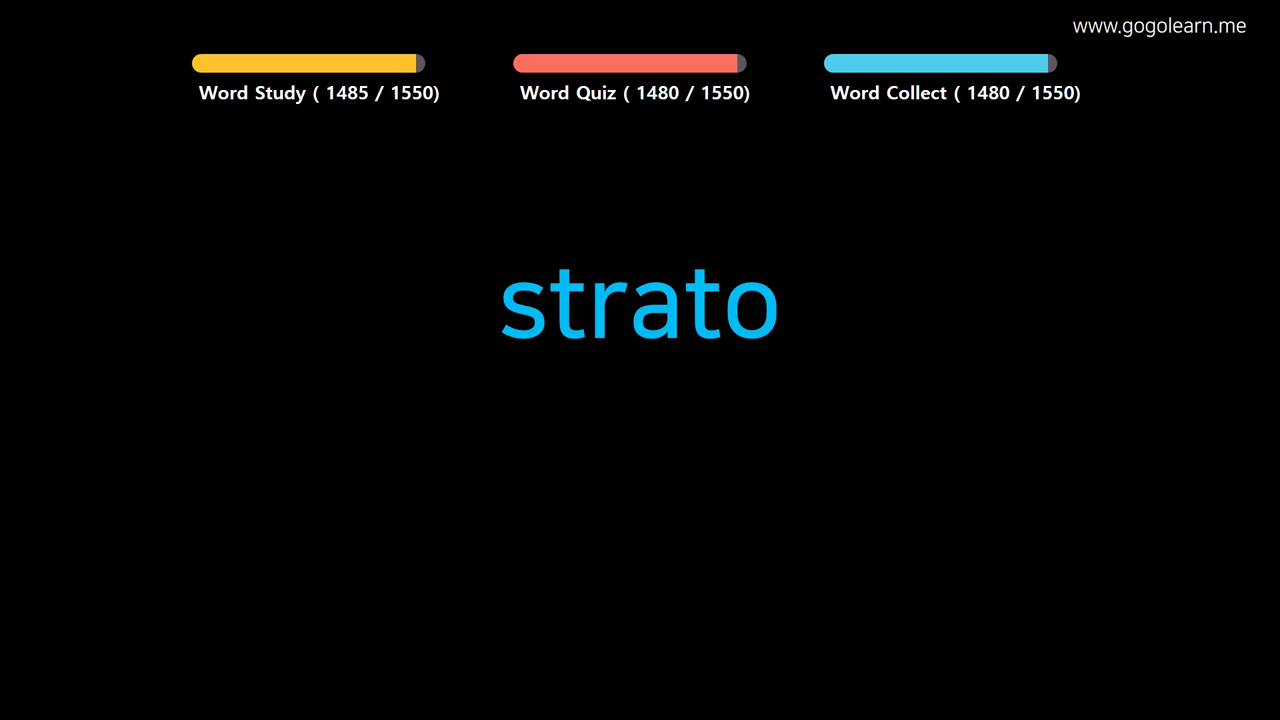 www.gogolearn.me
Word Study ( 1485 / 1550)
Word Quiz ( 1480 / 1550)
Word Collect ( 1480 / 1550)
strato